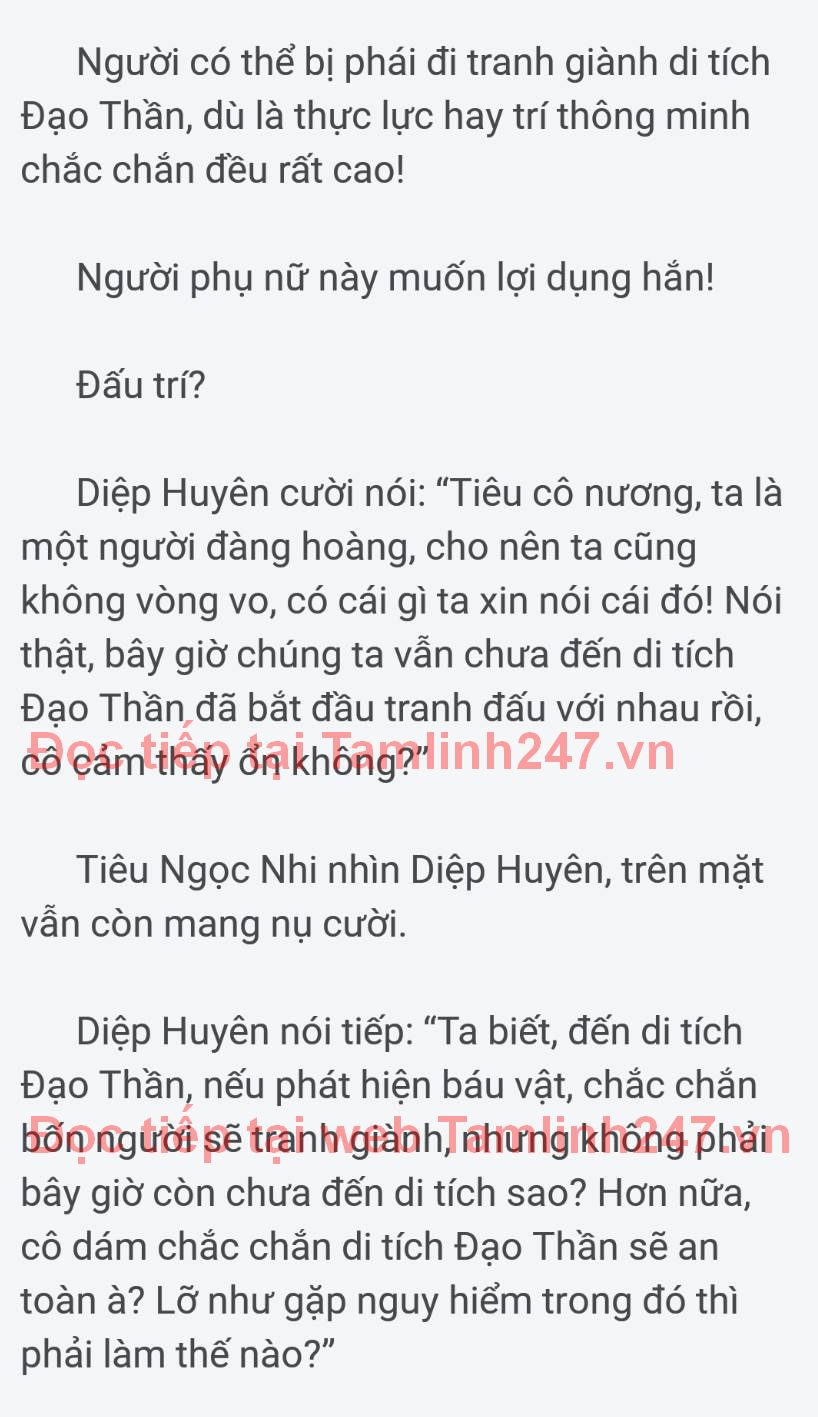 Người có thể bị phái đi tranh giành di tích
Đạo Thần, dù là thực lực hay trí thông minh
chắc chắn đều rất cao!
Người phụ nữ này muốn lợi dụng hắn!
Đấu trí?
Diệp Huyên cười nói: “Tiêu cô nương, ta là
một người đàng hoàng, cho nên ta cũng
không vòng vo, có cái gì ta xin nói cái đó! Nói
thật, bây giờ chúng ta vẫn chưa đến di tích
Đạo Thần đã bắt đầu tranh đấu với nhau rồi,
Đọc tiếp tại Tamlinh247.vn
cô cảm thấy ổn không?”
Tiêu Ngọc Nhi nhìn Diệp Huyên, trên mặt
vẫn còn mang nụ cười.
Diệp Huyên nói tiếp: “Ta biết, đến di tích
Đạo Thần, nếu phát hiện báu vật, chắc chắn
Đọc tiếp tại web Tamlinh247.vn
bốn người sẽ tranh giành, nhưng không phải
bây giờ còn chưa đến di tích sao? Hơn nữa,
cô dám chắc chắn di tích Đạo Thần sẽ an
toàn à? Lỡ như gặp nguy hiểm trong đó thì
phải làm thế nào?”